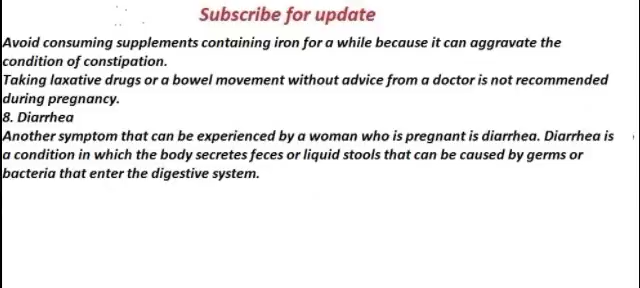 Subscribe for update
Avoid consuming supplements containing iron for a while because it can aggravate the
condition of constipation.
Taking laxative drugs or a bowel movement without advice from a doctor is not recommended
during pregnancy.
8. Diarrhea
Another symptom that can be experienced by a woman who is pregnant is diarrhea. Diarrhea is
a condition in which the body secretes feces or liquid stools that can be caused by germs or
bacteria that enter the digestive system.